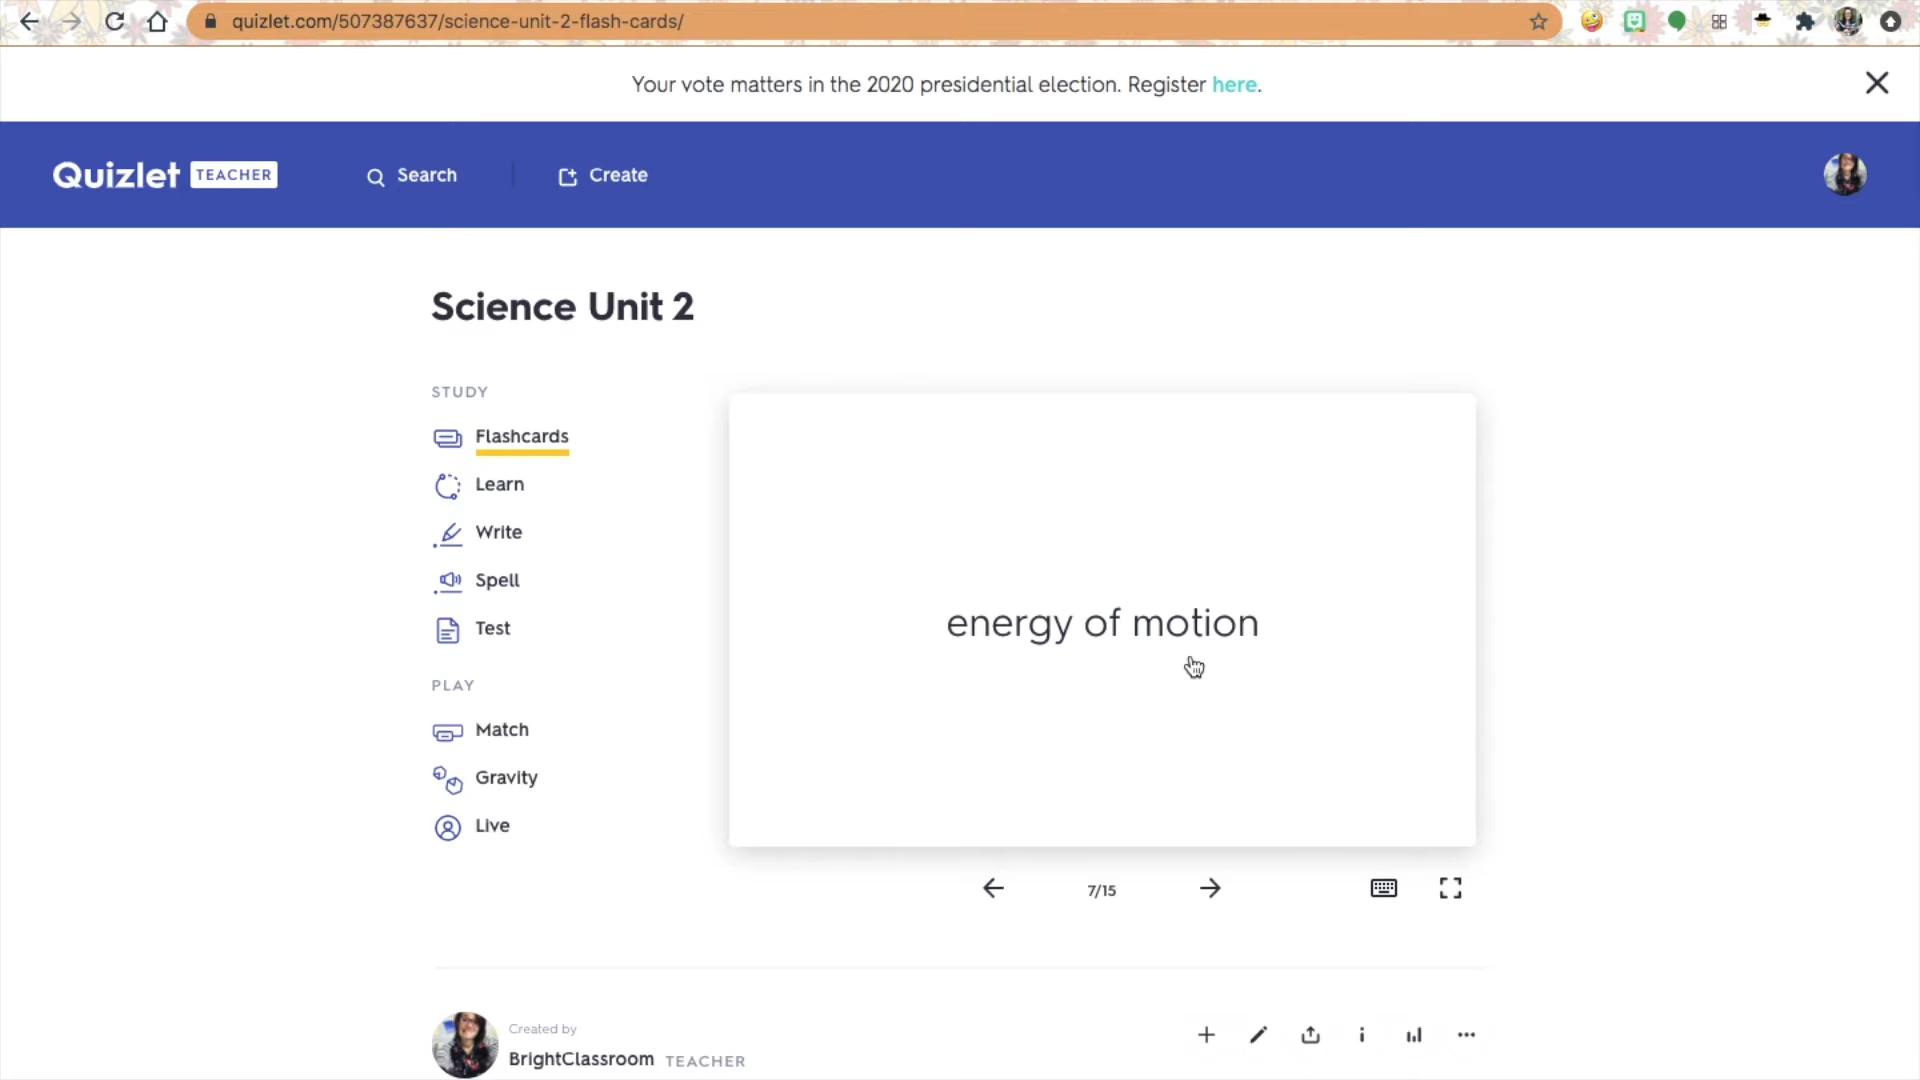 quizlet.com/507387637/science-unit-2-flash-cards/
Your vote matters in the 2020 presidential election. Register here.
Quizlet TEACHER
Search
Create
Science Unit 2
STUDY
Flashcards
Learn
Write
Spell
Test
PLAY
Match
Gravity
Live
energy of motion
7/15
Created by
BrightClassroom TEACHER